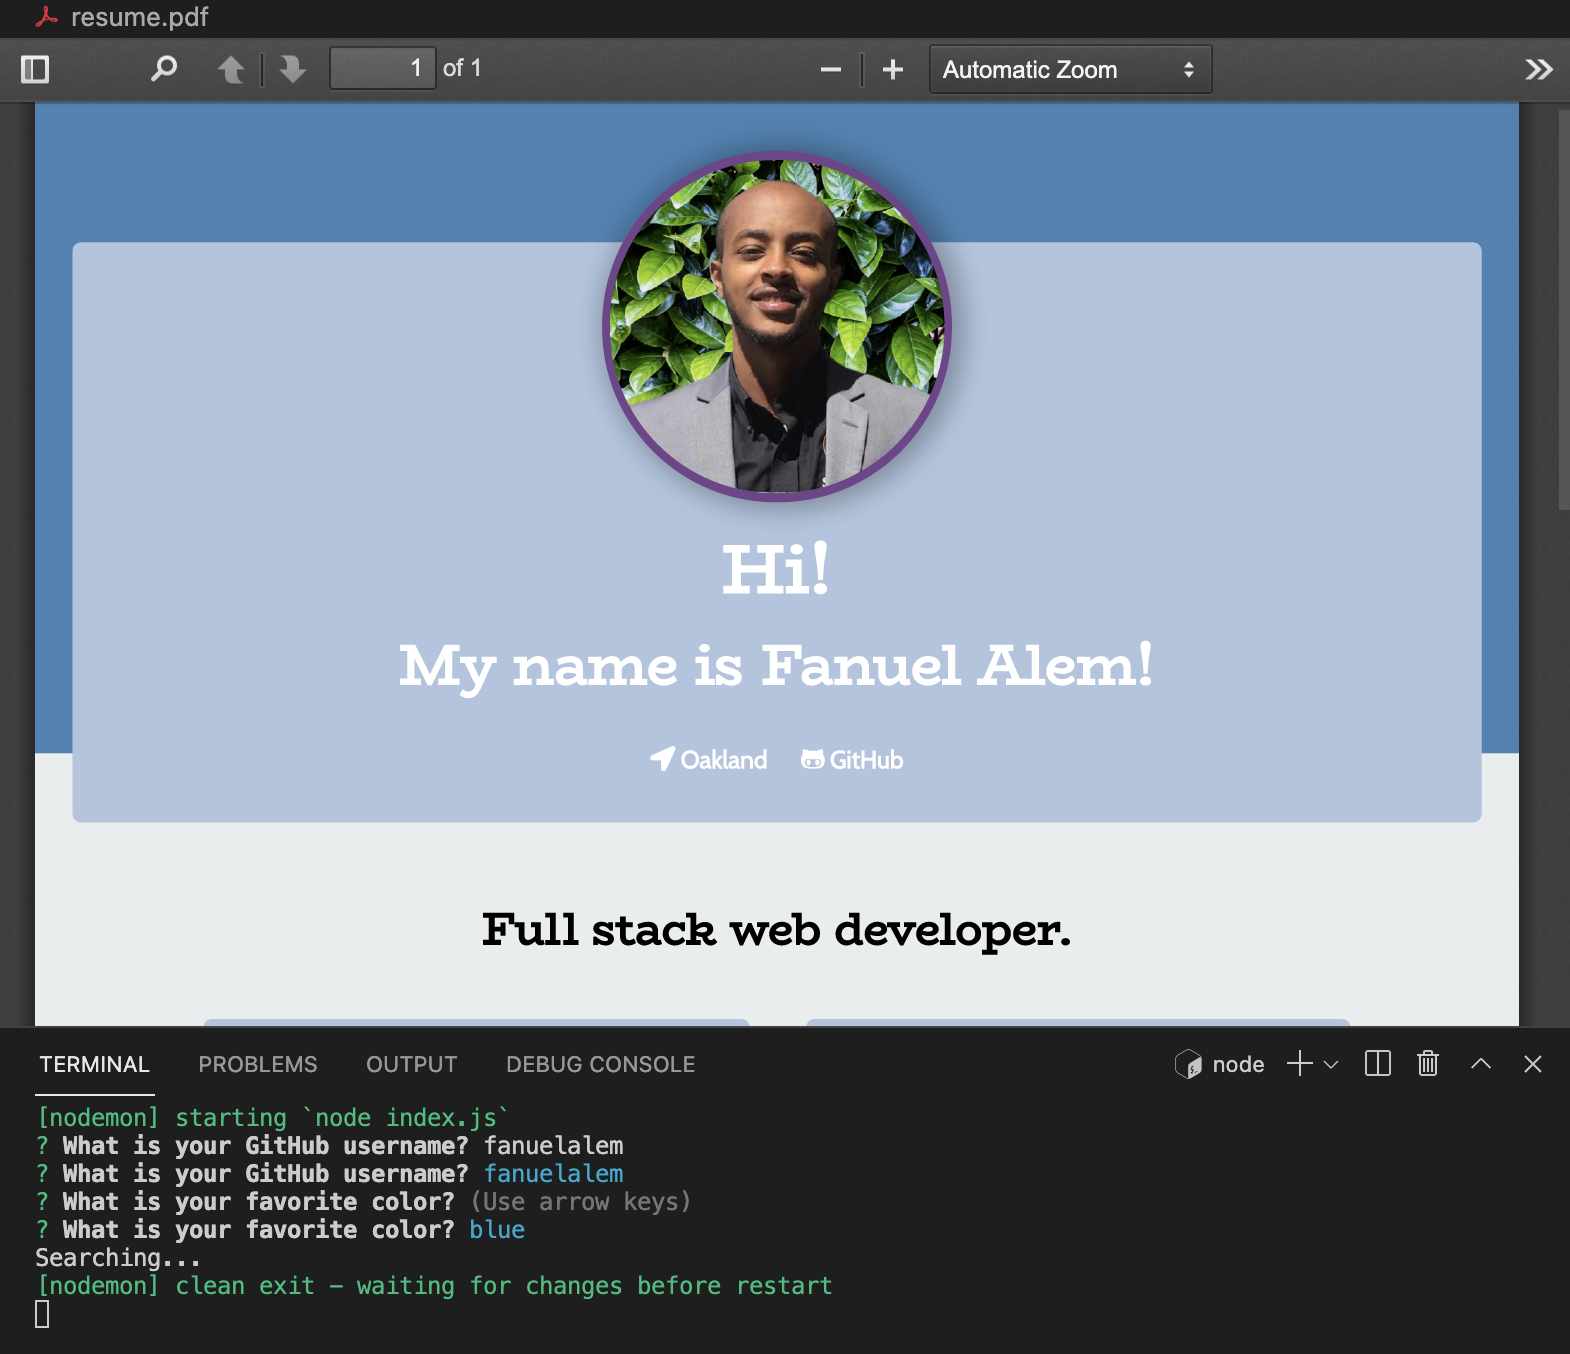 resume.pdf
1 of 1
Automatic Zoom
Hi!
My name is Fanuel Alem!
Oakland GitHub
Full stack web developer.
TERMINAL PROBLEMS OUTPUT DEBUG CONSOLE node
[nodemon] starting `node index.js`
? What is your GitHub username? fanuelalem
? What is your GitHub username? fanuelalem
? What is your favorite color? (Use arrow keys)
? What is your favorite color? blue
Searching...
[nodemon] clean exit - waiting for changes before restart